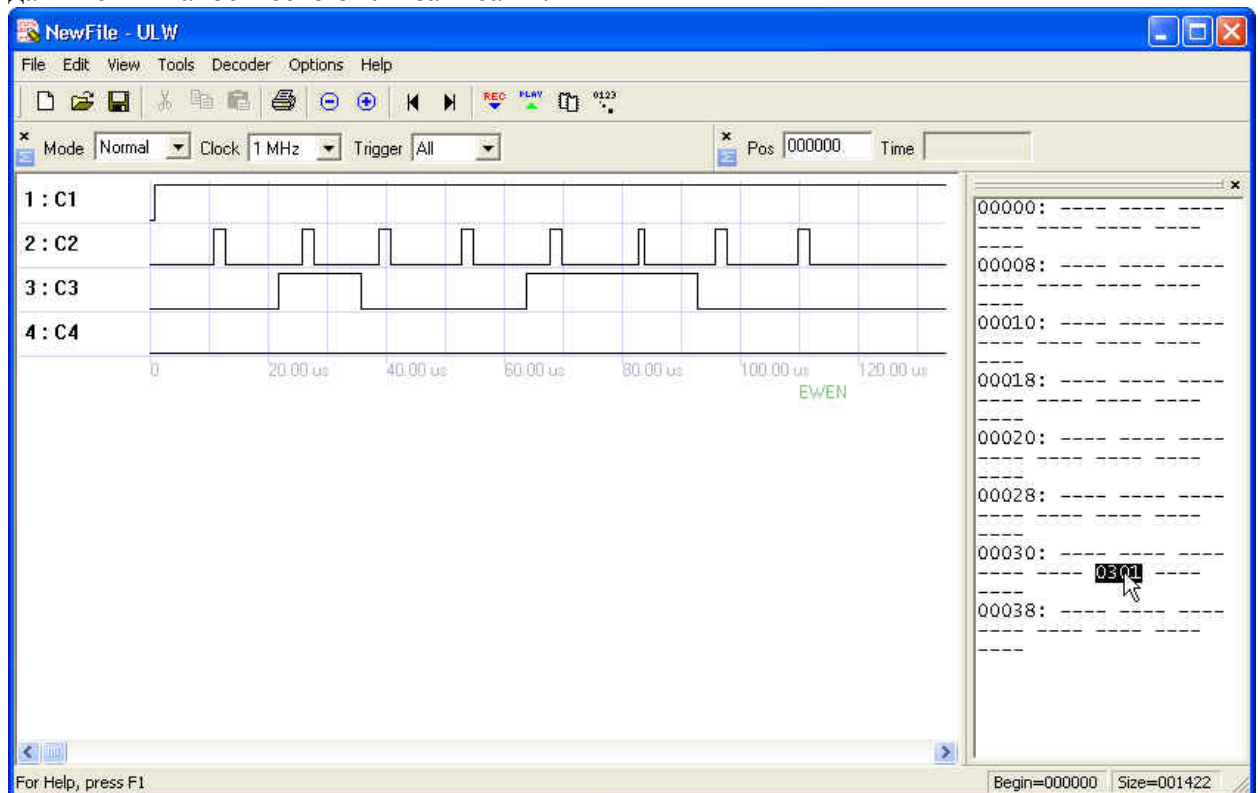 NewFile - ULW
File Edit View Tools Decoder Options Help
REC PLAY 0123
Mode Normal Clock 1 MHz Trigger All Pos 000000 Time
1 : C1
2 : C2
3 : C3
4 : C4
0 20.00 us 40.00 us 60.00 us 80.00 us 100.00 us 120.00 us
EWEN
00000: ---- ---- ----
---- ---- ---- ----
----
00008: ---- ---- ----
---- ---- ---- ----
----
00010: ---- ---- ----
---- ---- ---- ----
----
00018: ---- ---- ----
---- ---- ---- ----
----
00020: ---- ---- ----
---- ---- ---- ----
----
00028: ---- ---- ----
---- ---- ---- ----
----
00030: ---- ---- ----
---- ---- 0301 ----
----
00038: ---- ---- ----
---- ---- ---- ----
----
For Help, press F1
Begin=000000 Size=001422